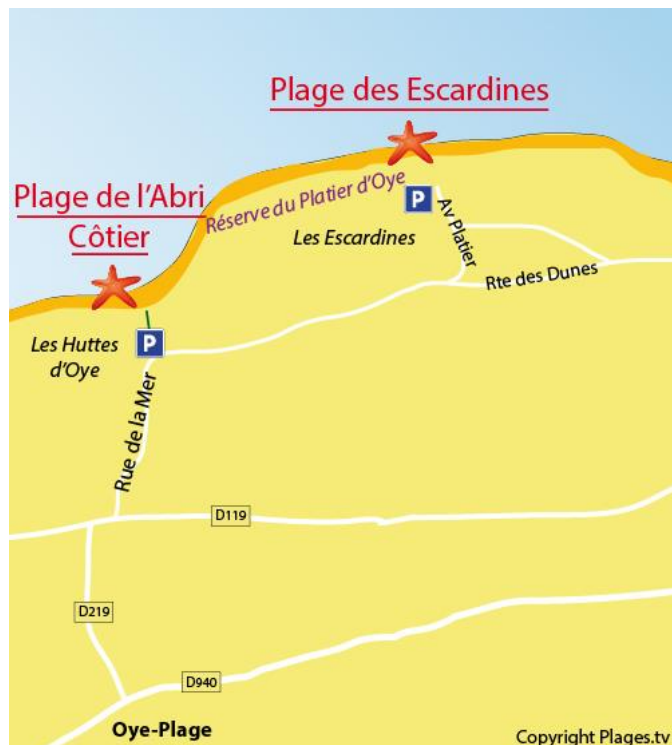 Plage des Escardines
Plage de l'Abri
Côtier
Réserve du Platier d'Oye
P
Les Escardines
Av Platier
Rte des Dunes
Les Huttes
d'Oye
P
Rue de la Mer
D119
D219
D940
Oye-Plage
Copyright Plages.tv